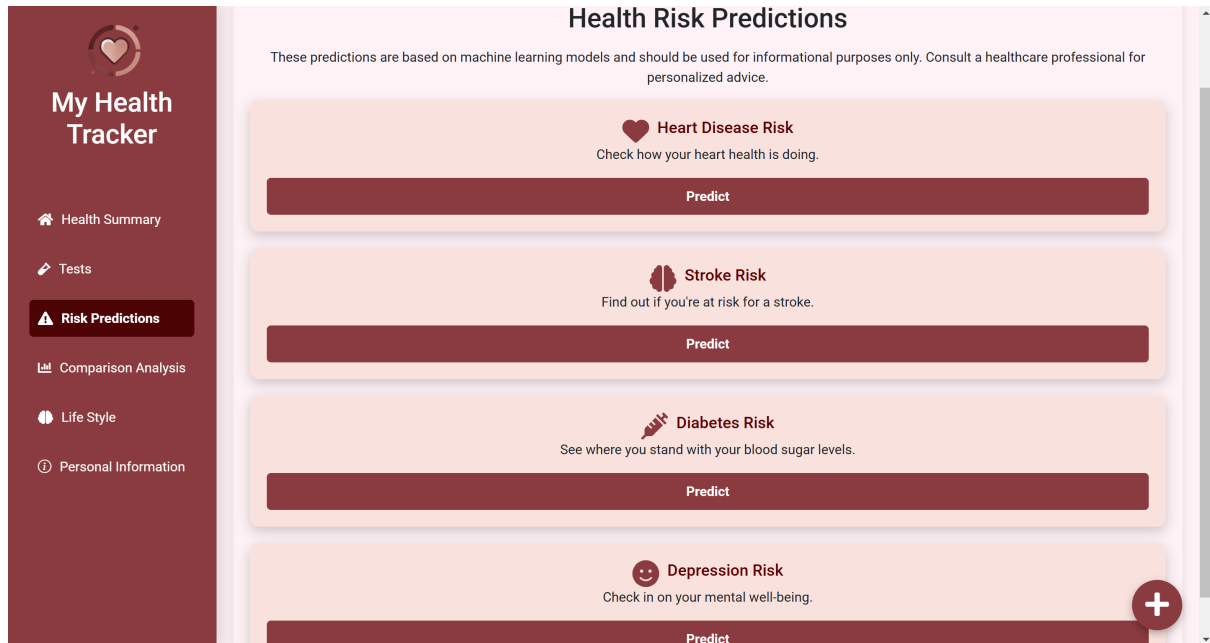 My Health
Tracker
Health Summary
Tests
Risk Predictions
Comparison Analysis
Life Style
Personal Information
Health Risk Predictions
These predictions are based on machine learning models and should be used for informational purposes only. Consult a healthcare professional for
personalized advice.
Heart Disease Risk
Check how your heart health is doing.
Predict
Stroke Risk
Find out if you're at risk for a stroke.
Predict
Diabetes Risk
See where you stand with your blood sugar levels.
Predict
Depression Risk
Check in on your mental well-being.
Predict